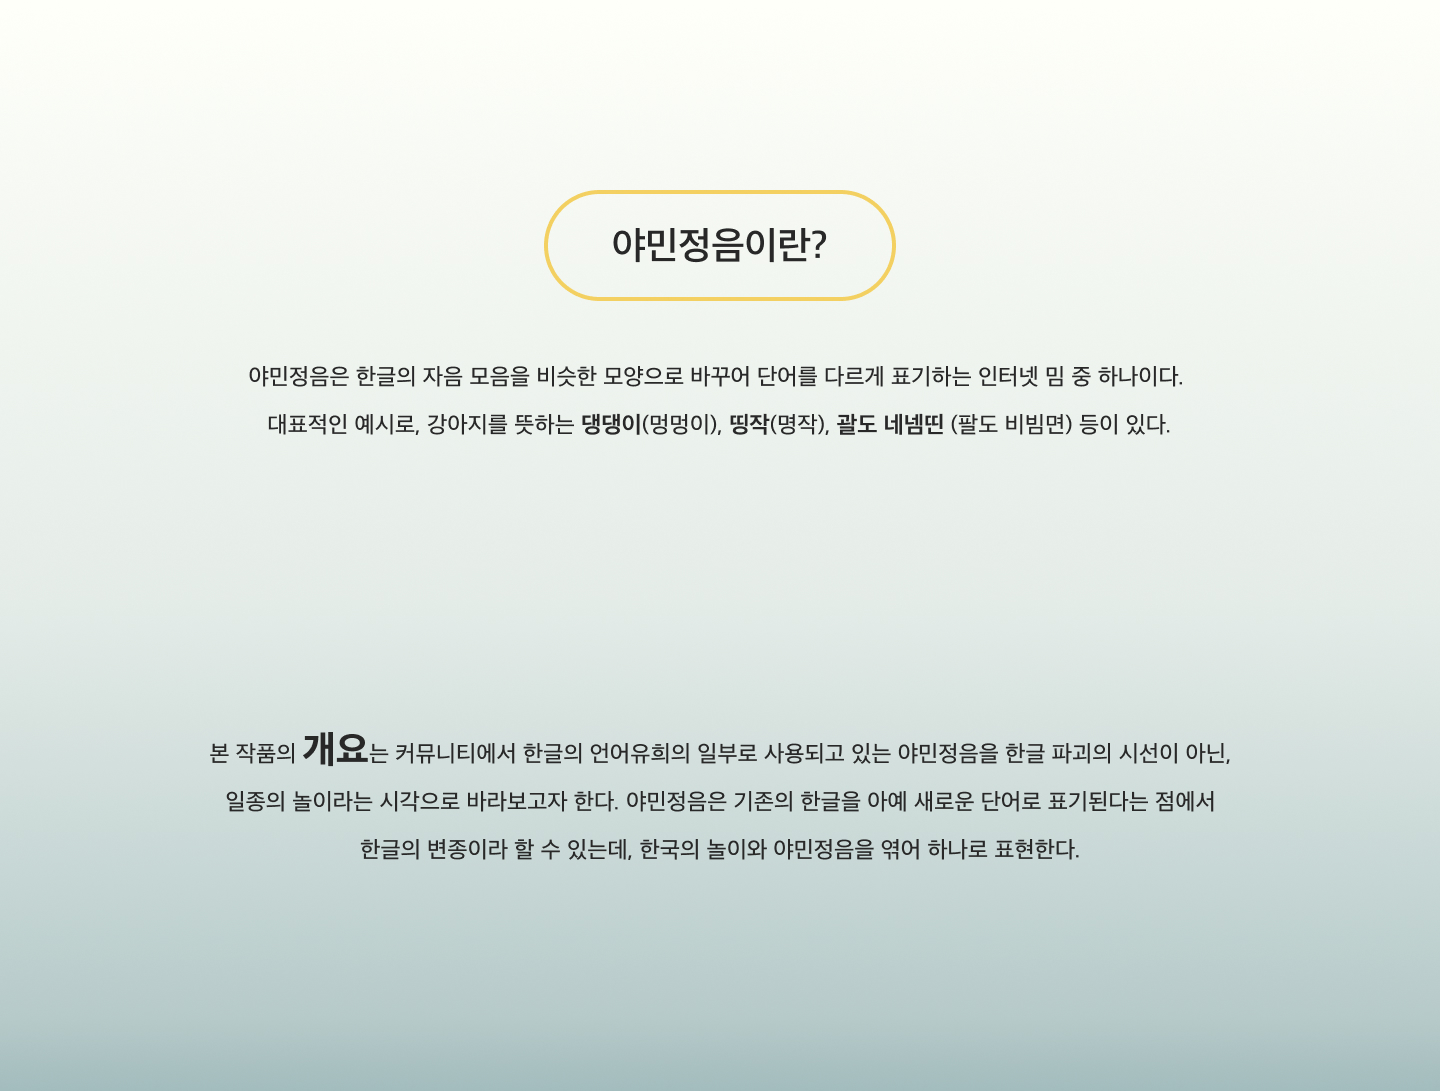 야민정음이란?
야민정음은 한글의 자음 모음을 비슷한 모양으로 바꾸어 단어를 다르게 표기하는 인터넷 밈 중 하나이다.
대표적인 예시로, 강아지를 뜻하는 댕댕이(멍멍이), 띵작(명작), 괄도 네넴띤 (팔도 비빔면) 등이 있다.
본 작품의 개요는 커뮤니티에서 한글의 언어유희의 일부로 사용되고 있는 야민정음을 한글 파괴의 시선이 아닌,
일종의 놀이라는 시각으로 바라보고자 한다. 야민정음은 기존의 한글을 아예 새로운 단어로 표기된다는 점에서
한글의 변종이라 할 수 있는데, 한국의 놀이와 야민정음을 엮어 하나로 표현한다.